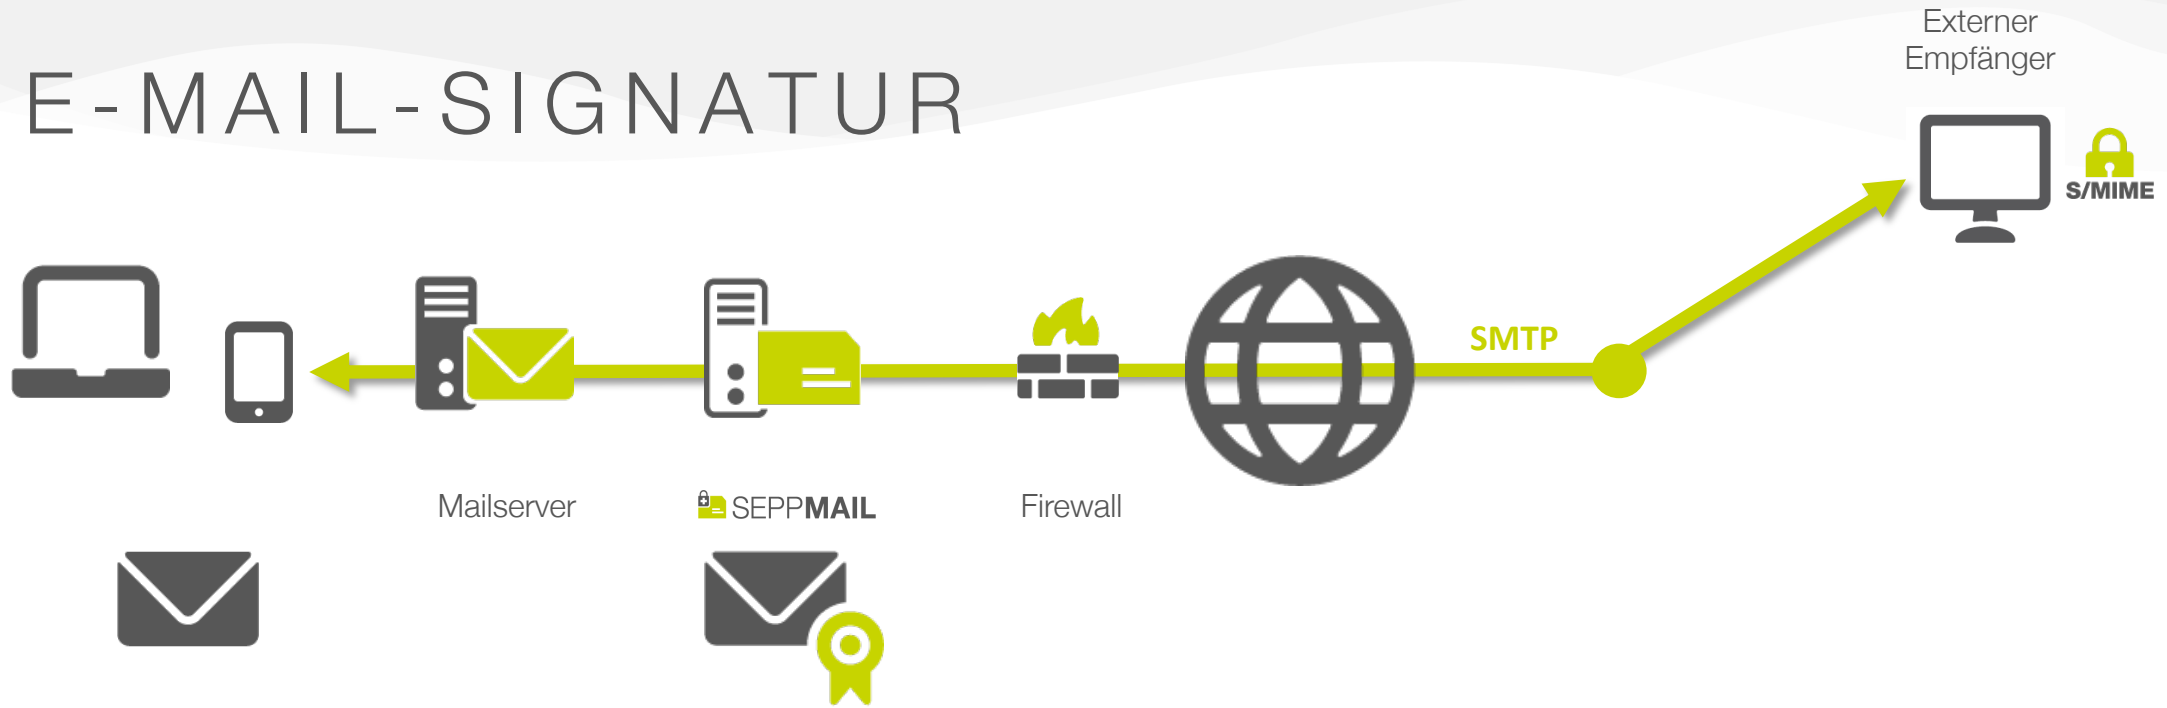 Externer
Empfänger
E-MAIL-SIGNATUR
S/MIME
SMTP
Mailserver
SEPPMAIL
Firewall